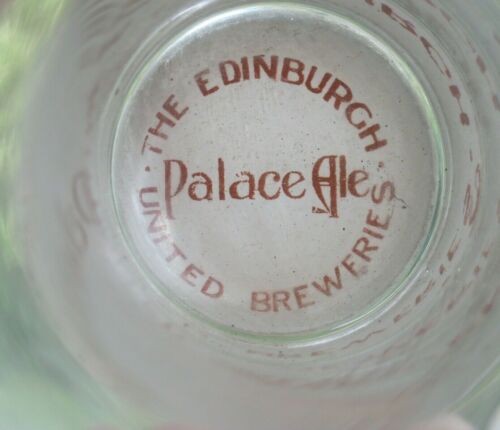 · THE EDINBURGH ·
Palace Ale
UNITED BREWERIES